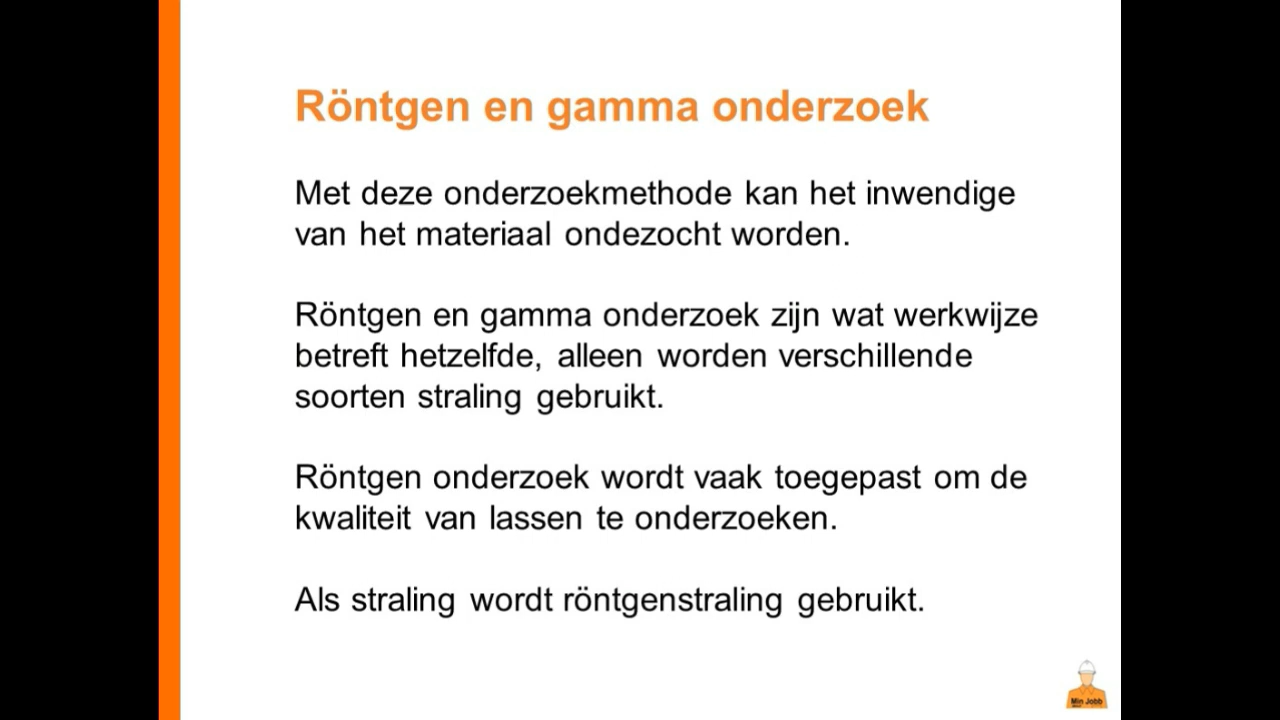 Röntgen en gamma onderzoek
Met deze onderzoekmethode kan het inwendige
van het materiaal ondezocht worden.
Röntgen en gamma onderzoek zijn wat werkwijze
betreft hetzelfde, alleen worden verschillende
soorten straling gebruikt.
Röntgen onderzoek wordt vaak toegepast om de
kwaliteit van lassen te onderzoeken.
Als straling wordt röntgenstraling gebruikt.
Min Jobb